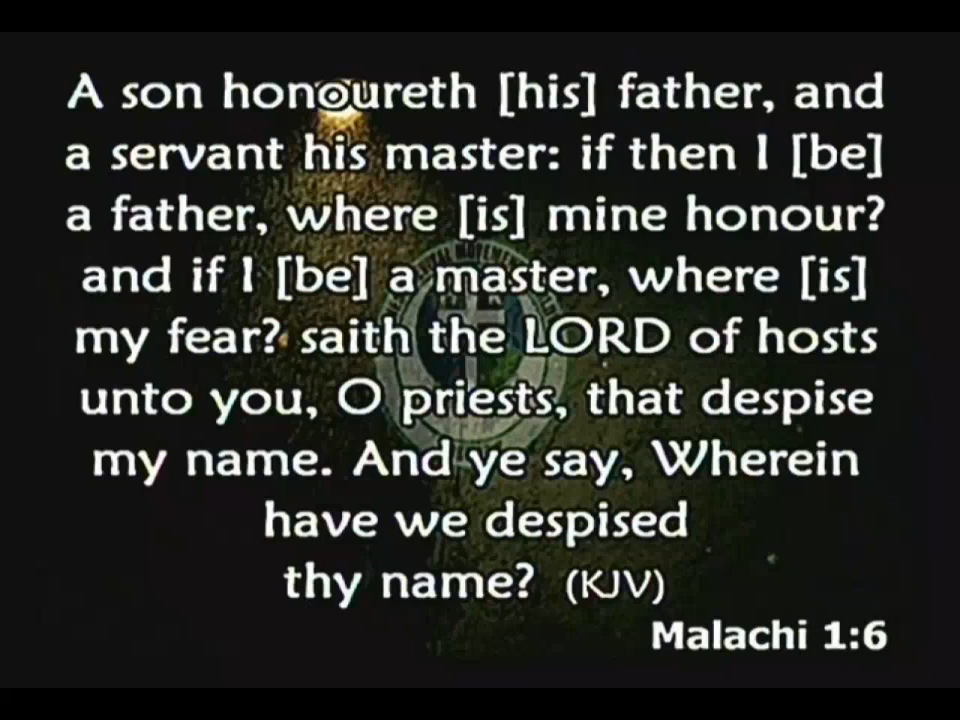 A son honoureth [his] father, and
a servant his master: if then I [be]
a father, where [is] mine honour?
and if I [be] a master, where [is]
my fear? saith the LORD of hosts
unto you, O priests, that despise
my name. And ye say, Wherein
have we despised
thy name? (KJV)
Malachi 1:6